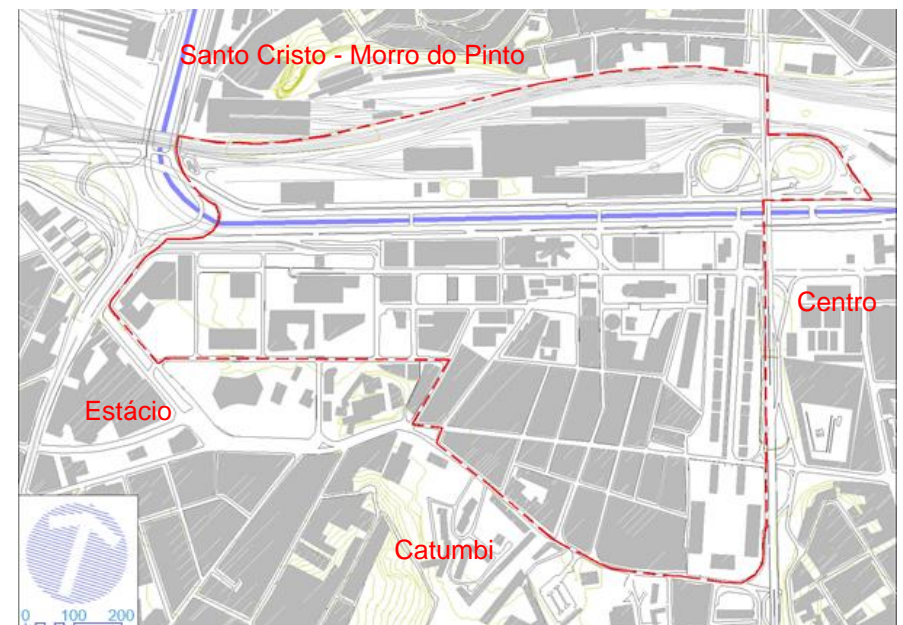 Santo Cristo - Morro do Pinto
Centro
Estácio
Catumbi
0 100 200